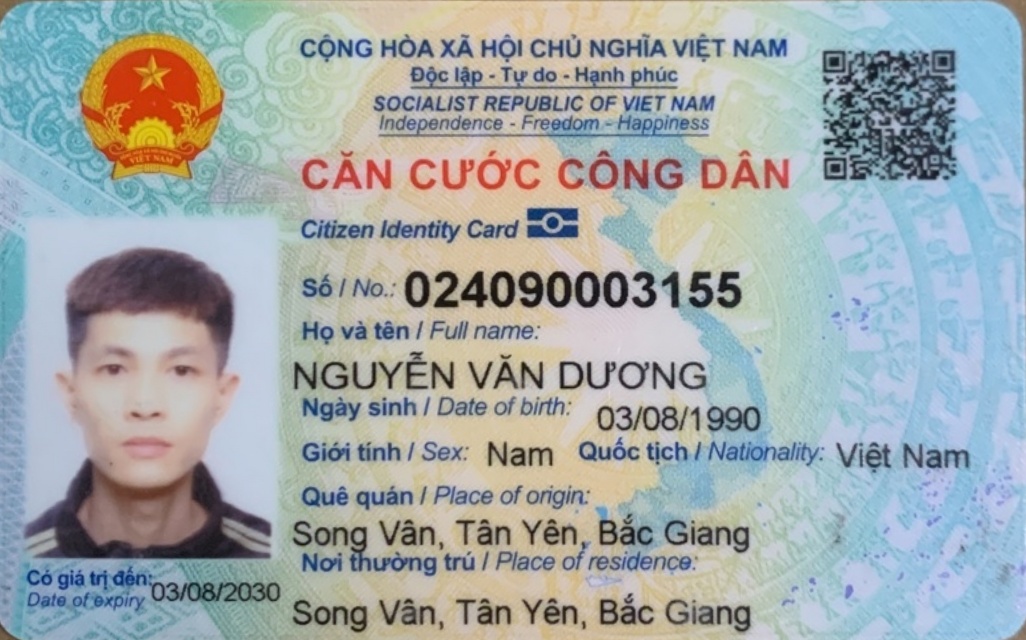 CỘNG HÒA XÃ HỘI CHỦ NGHĨA VIỆT NAM
Độc lập - Tự do - Hạnh phúc
SOCIALIST REPUBLIC OF VIET NAM
Independence - Freedom - Happiness
CĂN CƯỚC CÔNG DÂN
Citizen Identity Card
Số / No.: 024090003155
Họ và tên / Full name:
NGUYỄN VĂN DƯƠNG
Ngày sinh / Date of birth: 03/08/1990
Giới tính / Sex: Nam Quốc tịch / Nationality: Việt Nam
Quê quán / Place of origin:
Song Vân, Tân Yên, Bắc Giang
Nơi thường trú / Place of residence:
Song Vân, Tân Yên, Bắc Giang
Có giá trị đến: 03/08/2030
Date of expiry
VIỆT NAM